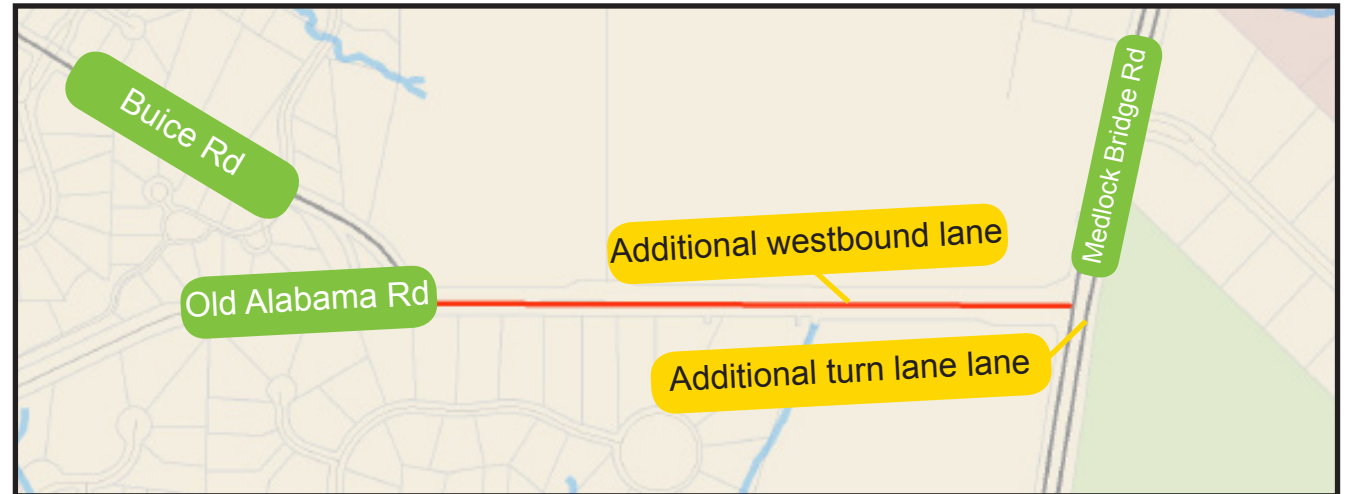 Buice Rd
Medlock Bridge Rd
Additional westbound lane
Old Alabama Rd
Additional turn lane lane